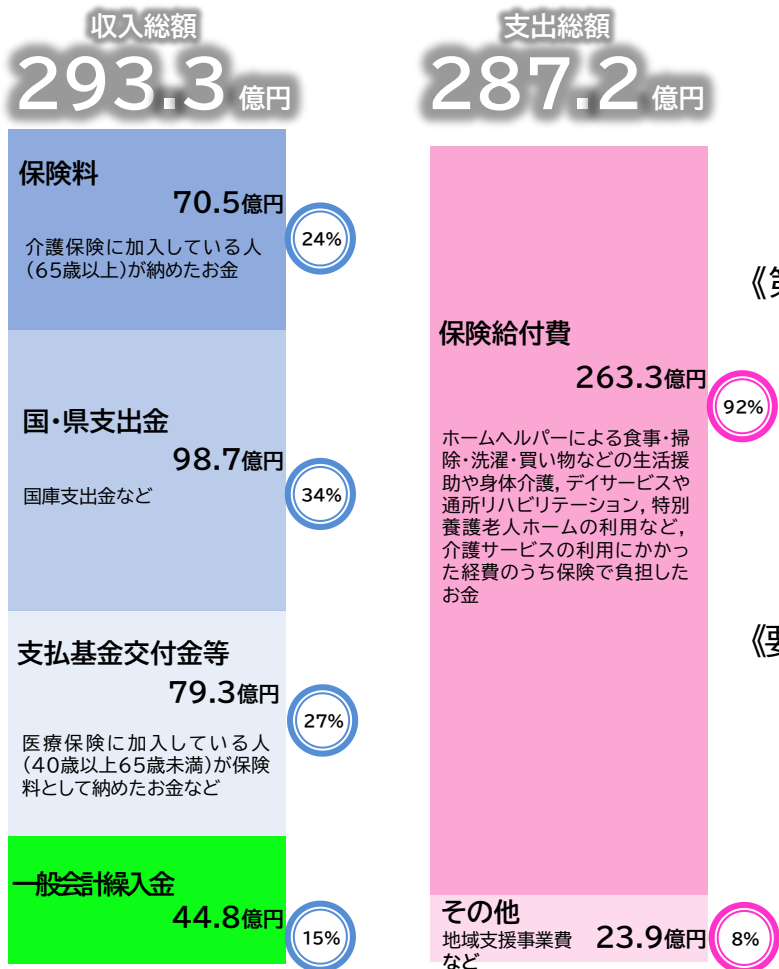 収入総額
293.3億円
保険料
70.5億円
24%
介護保険に加入している人
(65歳以上)が納めたお金
国・県支出金
98.7億円
国庫支出金など
34%
支払基金交付金等
79.3億円
27%
医療保険に加入している人
(40歳以上65歳未満)が保険
料として納めたお金など
一般会計繰入金
44.8億円
15%
支出総額
287.2億円
保険給付費
263.3億円
92%
ホームヘルパーによる食事・掃
除・洗濯・買い物などの生活援
助や身体介護,デイサービスや
通所リハビリテーション,特別
養護老人ホームの利用など,
介護サービスの利用にかかっ
た経費のうち保険で負担した
お金
その他
地域支援事業費
など
23.9億円
8%
《
《